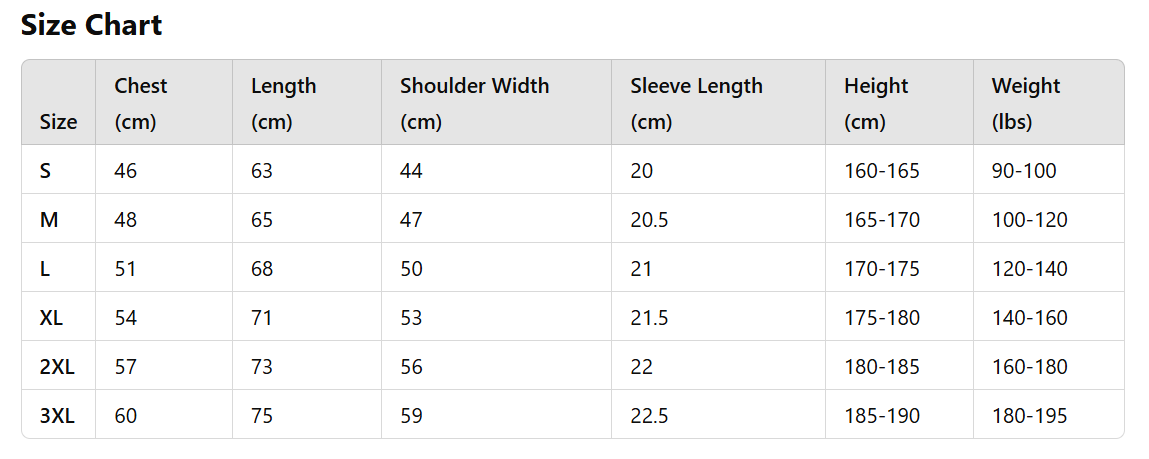 Size Chart
Size Chest (cm) Length (cm) Shoulder Width (cm) Sleeve Length (cm) Height (cm) Weight (lbs)
S 46 63 44 20 160-165 90-100
M 48 65 47 20.5 165-170 100-120
L 51 68 50 21 170-175 120-140
XL 54 71 53 21.5 175-180 140-160
2XL 57 73 56 22 180-185 160-180
3XL 60 75 59 22.5 185-190 180-195